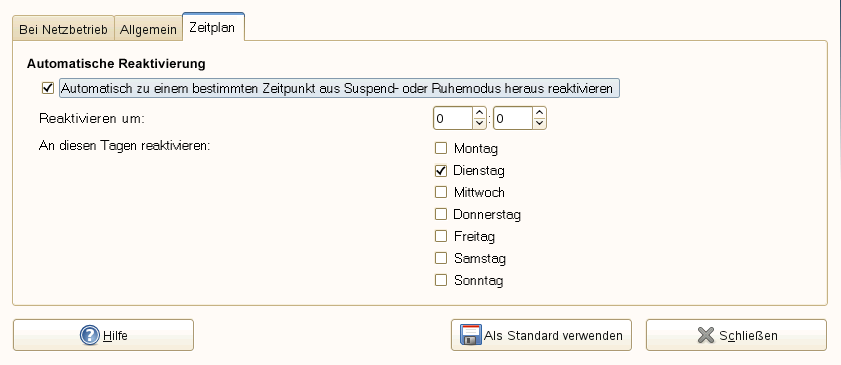 Bei Netzbetrieb Allgemein Zeitplan
Automatische Reaktivierung
Automatisch zu einem bestimmten Zeitpunkt aus Suspend- oder Ruhemodus heraus reaktivieren
Reaktivieren um: 0 : 0
An diesen Tagen reaktivieren:
Montag
Dienstag
Mittwoch
Donnerstag
Freitag
Samstag
Sonntag
Hilfe Als Standard verwenden Schließen